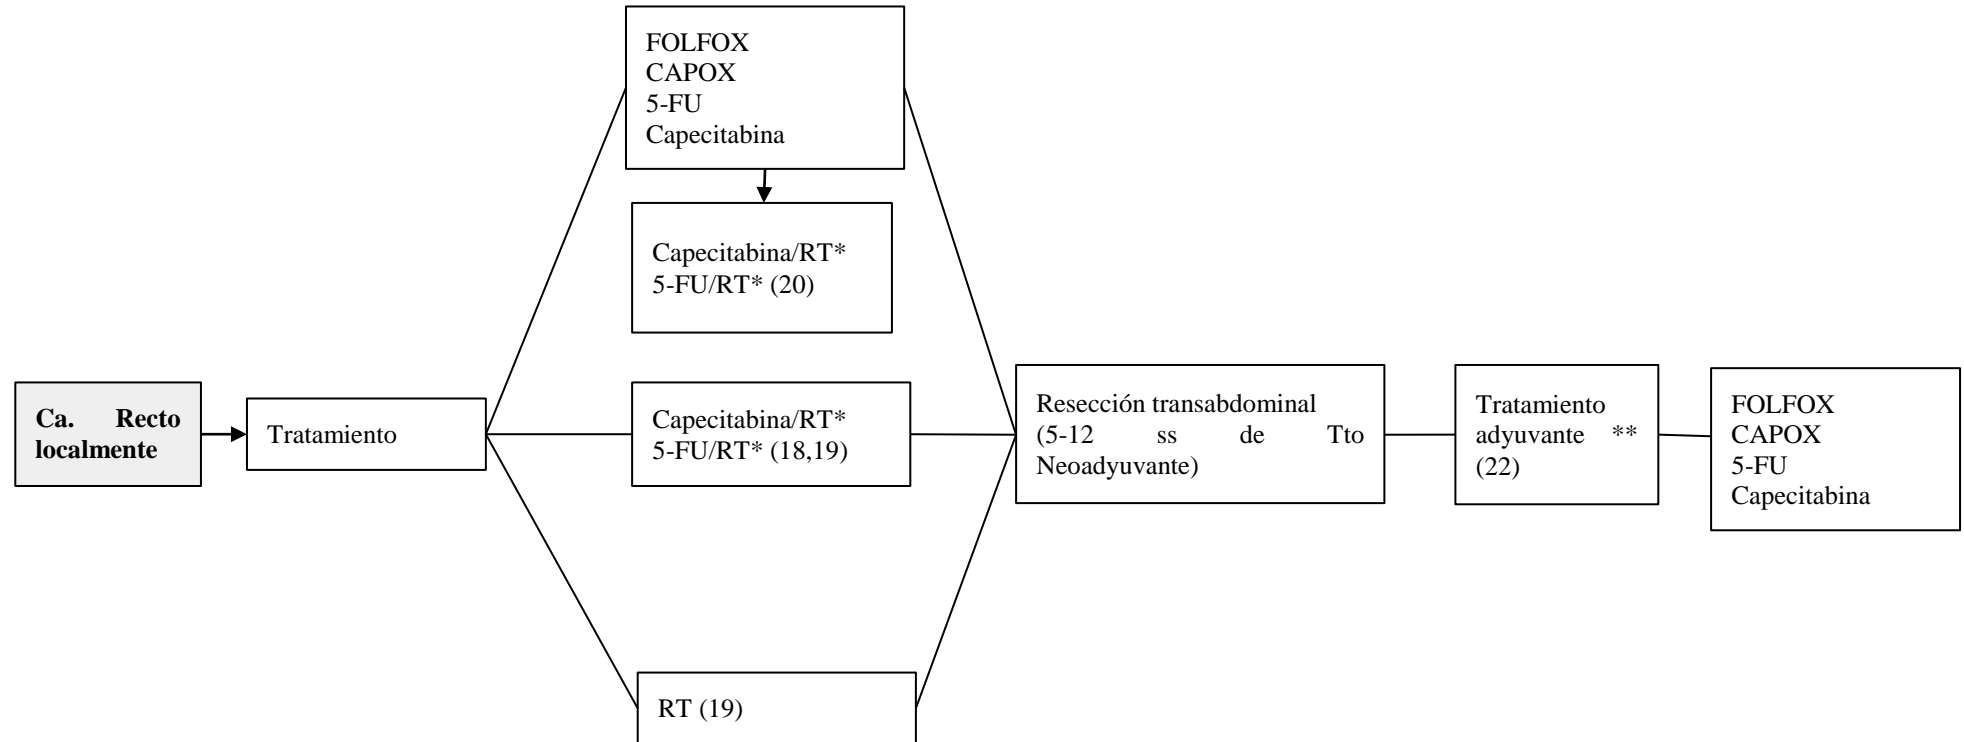 FOLFOX
CAPOX
5-FU
Capecitabina
Capecitabina/RT*
5-FU/RT* (20)
Ca. Recto
localmente
Tratamiento
Capecitabina/RT*
5-FU/RT* (18,19)
RT (19)
Resección transabdominal
(5-12 ss de Tto
Neoadyuvante)
Tratamiento
adyuvante **
(22)
FOLFOX
CAPOX
5-FU
Capecitabina